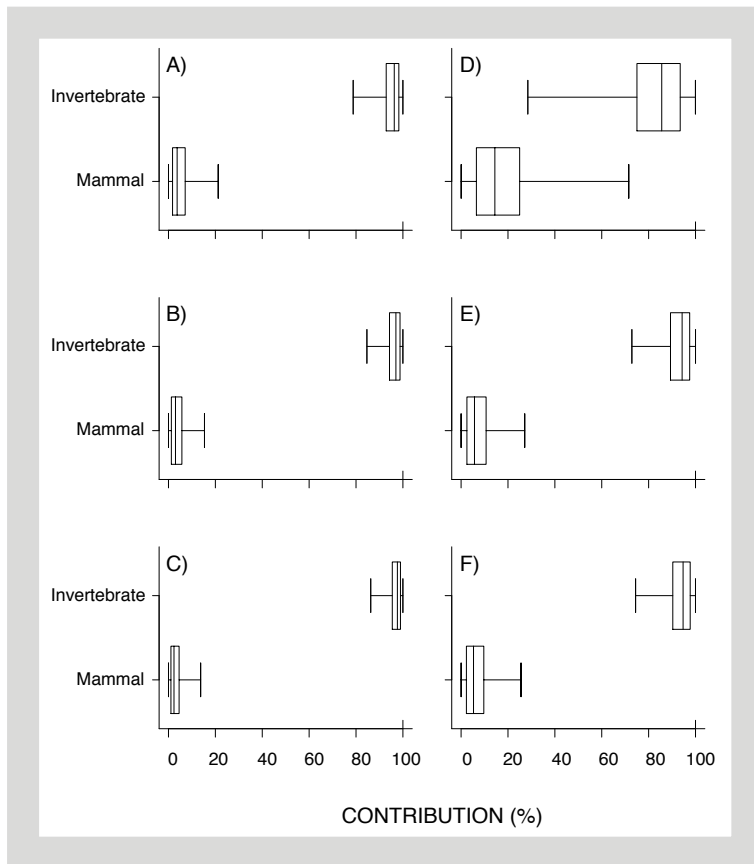 A)
D)
Invertebrate
Mammal
B)
E)
Invertebrate
Mammal
C)
F)
Invertebrate
Mammal
0 20 40 60 80 100 0 20 40 60 80 100
CONTRIBUTION (%)